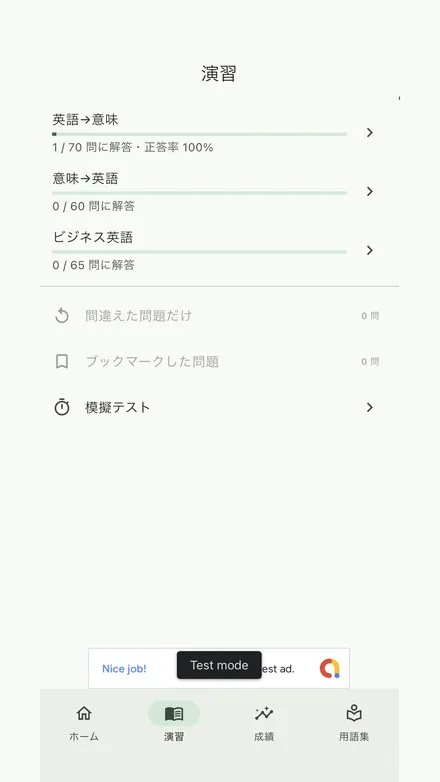 演習
英語→意味
1 / 70 問に解答・正答率 100%
意味→英語
0 / 60 問に解答
ビジネス英語
0 / 65 問に解答
間違えた問題だけ 0 問
ブックマークした問題 0 問
模擬テスト
Nice job! Test mode est ad.
ホーム 演習 成績 用語集